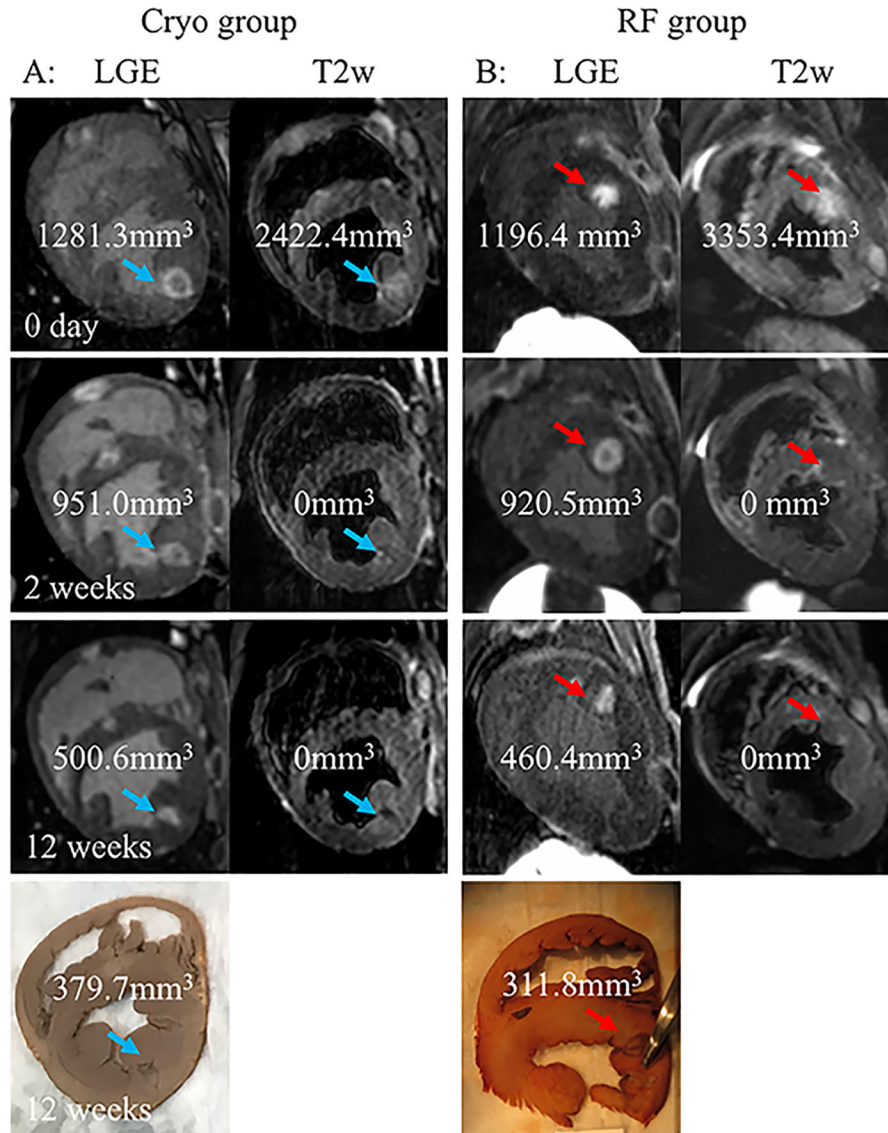 Cryo group RF group
A: LGE T2w B: LGE T2w
1281.3mm³ 2422.4mm³ 1196.4 mm³ 3353.4mm³
0 day
951.0mm³ 0mm³ 920.5mm³ 0 mm³
2 weeks
500.6mm³ 0mm³ 460.4mm³ 0mm³
12 weeks
379.7mm³ 311.8mm³
12 weeks